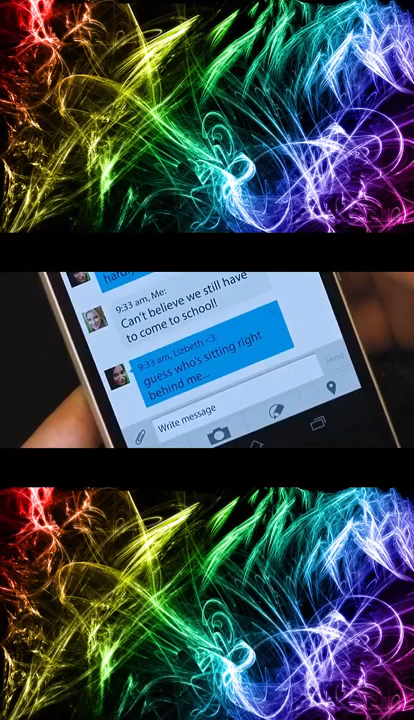 9:33 am, Me:
Can't believe we still have
to come to school!
9:33 am, Lizbeth <3:
guess who's sitting right
behind me...
Write message
Send